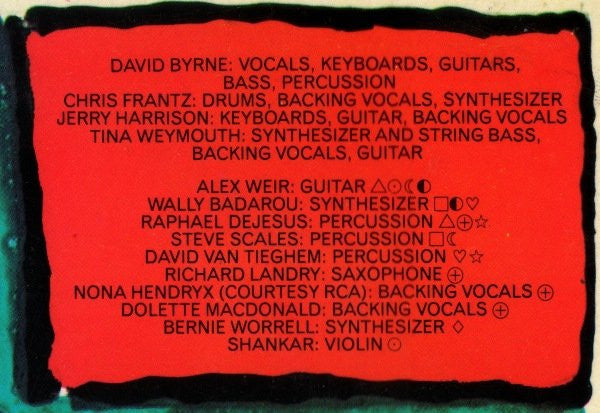 DAVID BYRNE: VOCALS, KEYBOARDS, GUITARS,
BASS, PERCUSSION
CHRIS FRANTZ: DRUMS, BACKING VOCALS, SYNTHESIZER
JERRY HARRISON: KEYBOARDS, GUITAR, BACKING VOCALS
TINA WEYMOUTH: SYNTHESIZER AND STRING BASS,
BACKING VOCALS, GUITAR
ALEX WEIR: GUITAR △⊙☾◐
WALLY BADAROU: SYNTHESIZER □◐♡
RAPHAEL DEJESUS: PERCUSSION △⊕☆
STEVE SCALES: PERCUSSION □☾
DAVID VAN TIEGHEM: PERCUSSION ♡☆
RICHARD LANDRY: SAXOPHONE ⊕
NONA HENDRYX (COURTESY RCA): BACKING VOCALS ⊕
DOLETTE MACDONALD: BACKING VOCALS ⊕
BERNIE WORRELL: SYNTHESIZER ◇
SHANKAR: VIOLIN ⊙